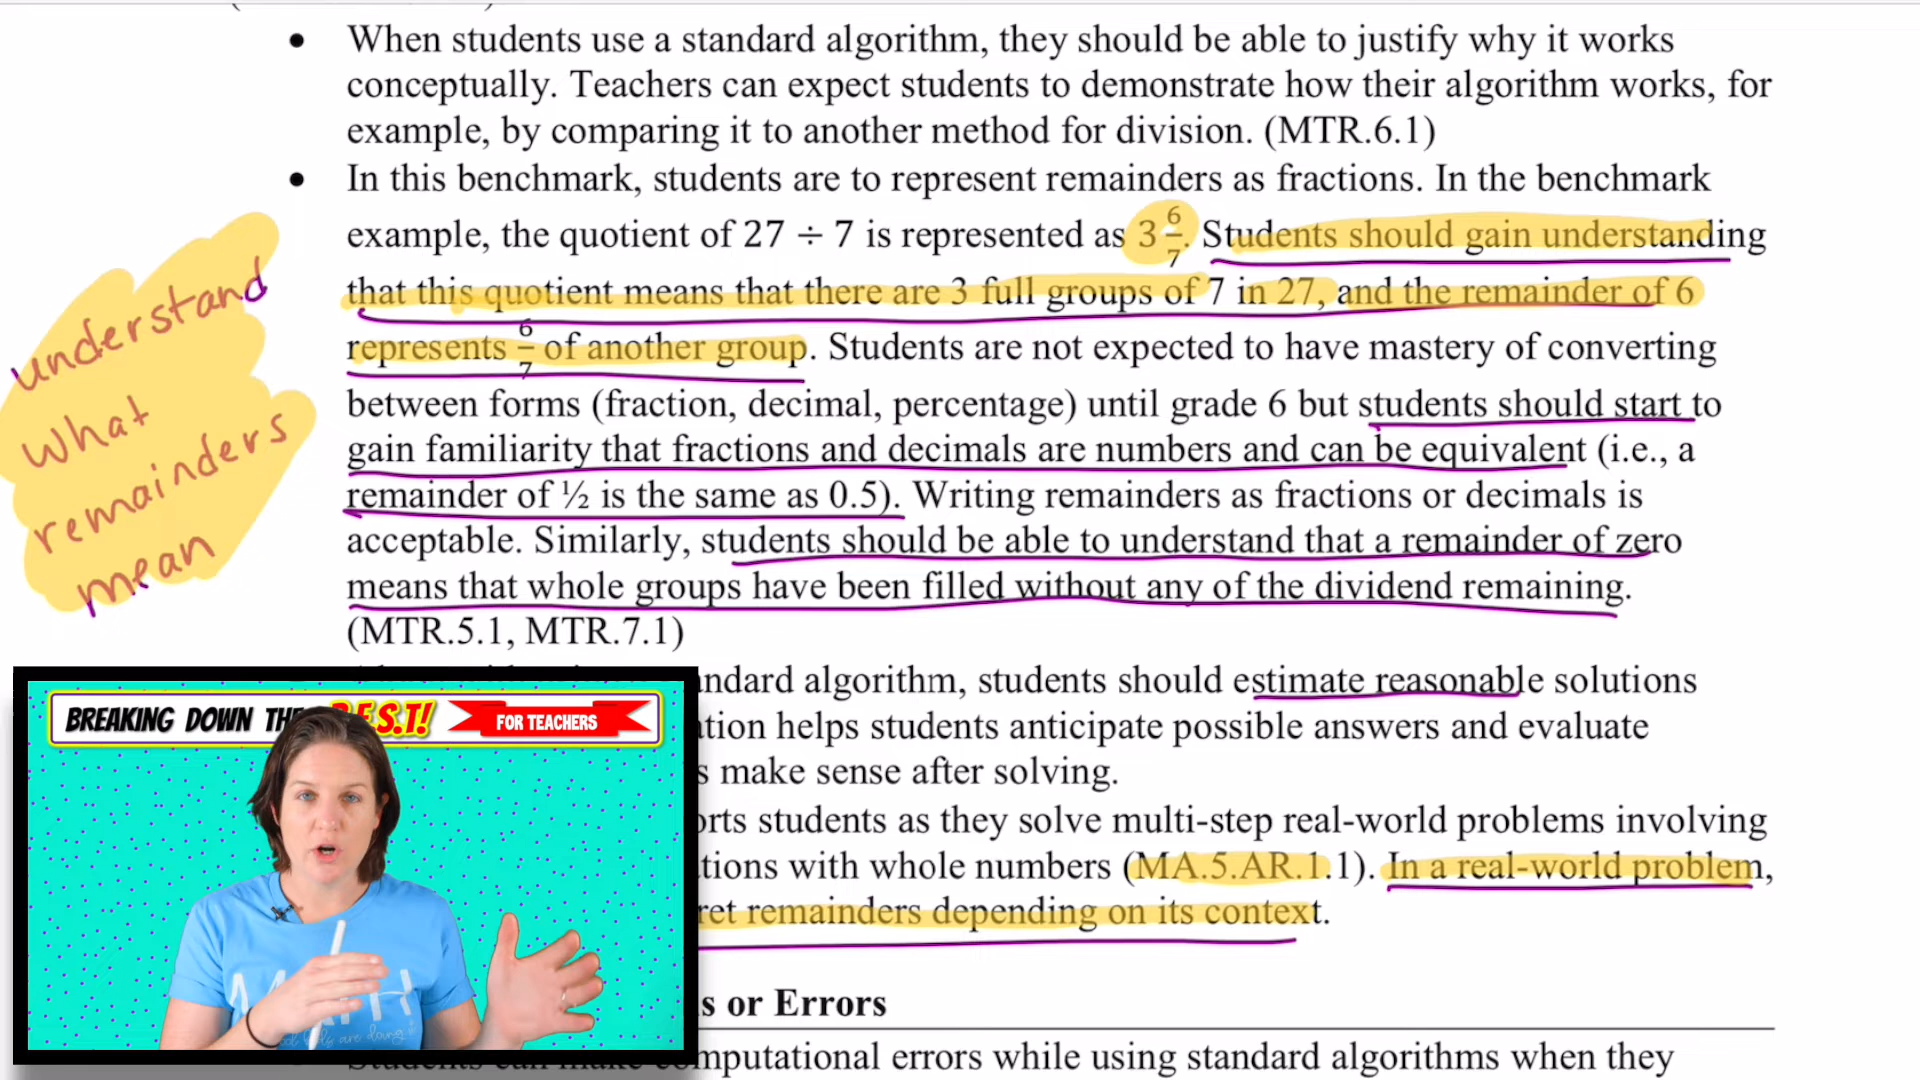 When students use a standard algorithm, they should be able to justify why it works
conceptually. Teachers can expect students to demonstrate how their algorithm works, for
example, by comparing it to another method for division. (MTR.6.1)
In this benchmark, students are to represent remainders as fractions. In the benchmark
example, the quotient of 27 ÷ 7 is represented as 3 6/7. Students should gain understanding
that this quotient means that there are 3 full groups of 7 in 27, and the remainder of 6
represents 6/7 of another group. Students are not expected to have mastery of converting
between forms (fraction, decimal, percentage) until grade 6 but students should start to
gain familiarity that fractions and decimals are numbers and can be equivalent (i.e., a
remainder of ½ is the same as 0.5). Writing remainders as fractions or decimals is
acceptable. Similarly, students should be able to understand that a remainder of zero
means that whole groups have been filled without any of the dividend remaining.
(MTR.5.1, MTR.7.1)
understand
what
remainders
mean
andard algorithm, students should estimate reasonable solutions
tion helps students anticipate possible answers and evaluate
s make sense after solving.
orts students as they solve multi-step real-world problems involving
tions with whole numbers (MA.5.AR.1.1). In a real-world problem,
ret remainders depending on its context.
s or Errors
computational errors while using standard algorithms when they
BREAKING DOWN THE B.E.S.T! FOR TEACHERS